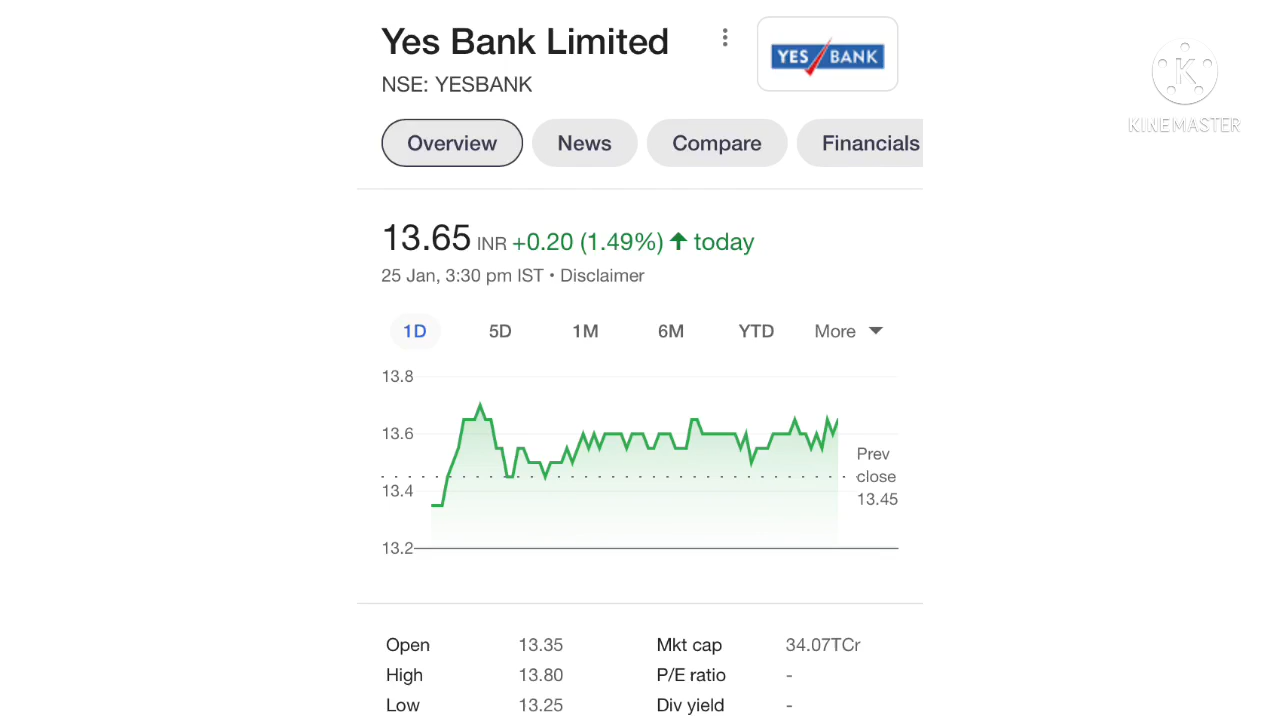 Yes Bank Limited
YES BANK
NSE: YESBANK
Overview News Compare Financials
13.65 INR +0.20 (1.49%) today
25 Jan, 3:30 pm IST • Disclaimer
1D 5D 1M 6M YTD More
13.8
13.6
13.4
13.2
Prev
close
13.45
Open 13.35 Mkt cap 34.07TCr
High 13.80 P/E ratio -
Low 13.25 Div yield -
K
KINEMASTER